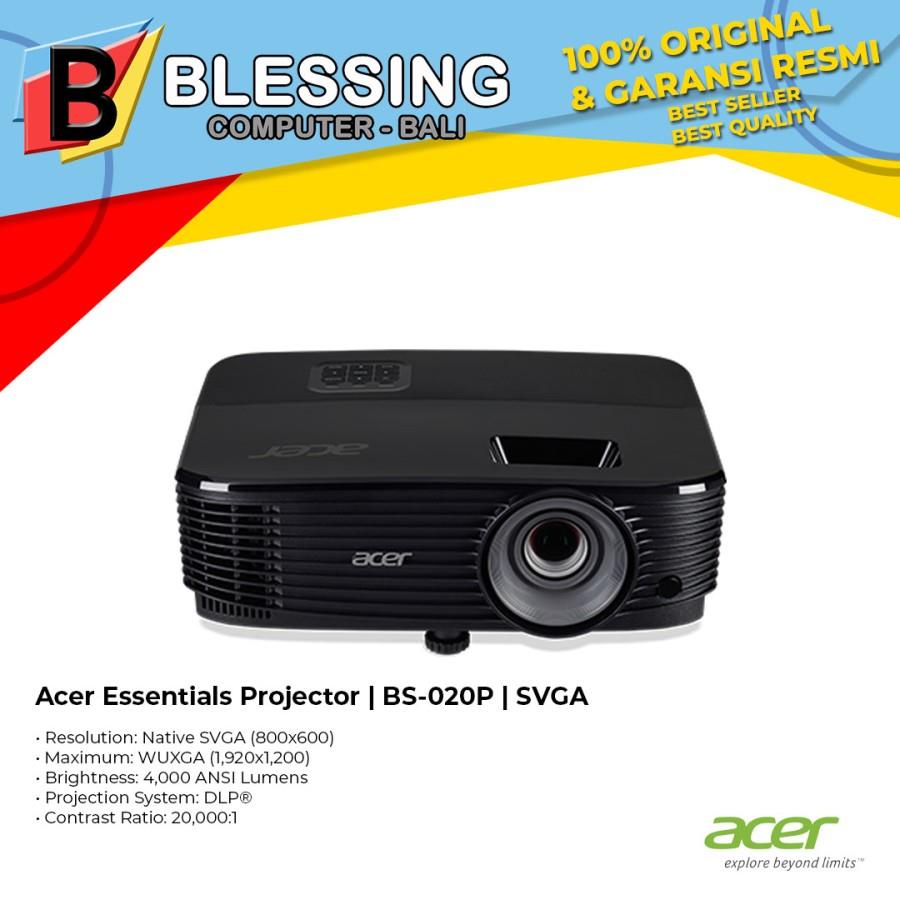 B BLESSING
COMPUTER - BALI
100% ORIGINAL
& GARANSI RESMI
BEST SELLER
BEST QUALITY
acer
acer
Acer Essentials Projector | BS-020P | SVGA
• Resolution: Native SVGA (800x600)
• Maximum: WUXGA (1,920x1,200)
• Brightness: 4,000 ANSI Lumens
• Projection System: DLP®
• Contrast Ratio: 20,000:1
acer
explore beyond limits™